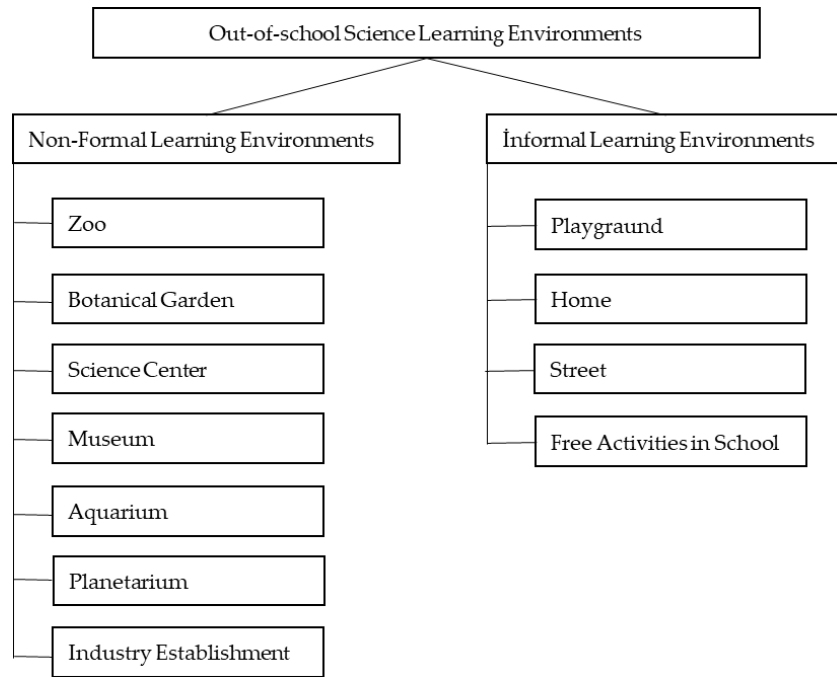 Out-of-school Science Learning Environments
Non-Formal Learning Environments
Zoo
Botanical Garden
Science Center
Museum
Aquarium
Planetarium
Industry Establishment
İnformal Learning Environments
Playgraund
Home
Street
Free Activities in School